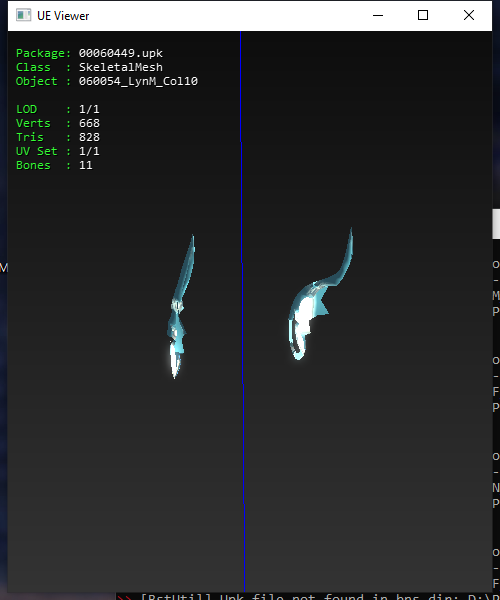 UE Viewer
Package: 00060449.upk
Class : SkeletalMesh
Object : 060054_LynM_Col10
LOD : 1/1
Verts : 668
Tris : 828
UV Set : 1/1
Bones : 11
M
o
-
M
P
o
-
F
P
o
-
N
P
o
-
F
>> [BstUtil] Upk file not found in bns dir: D:\